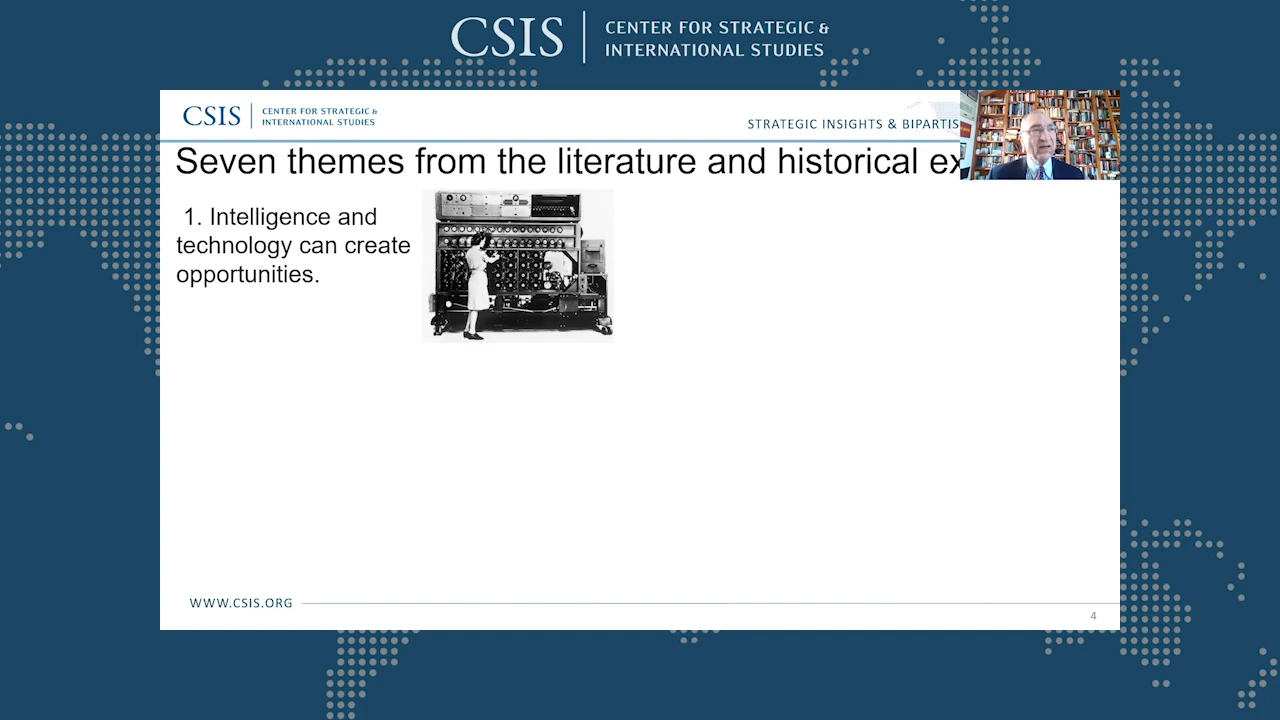 CSIS
CENTER FOR STRATEGIC &
INTERNATIONAL STUDIES
CSIS
CENTER FOR STRATEGIC &
INTERNATIONAL STUDIES
STRATEGIC INSIGHTS & BIPARTIS
Seven themes from the literature and historical ex
1. Intelligence and
technology can create
opportunities.
WWW.CSIS.ORG
4